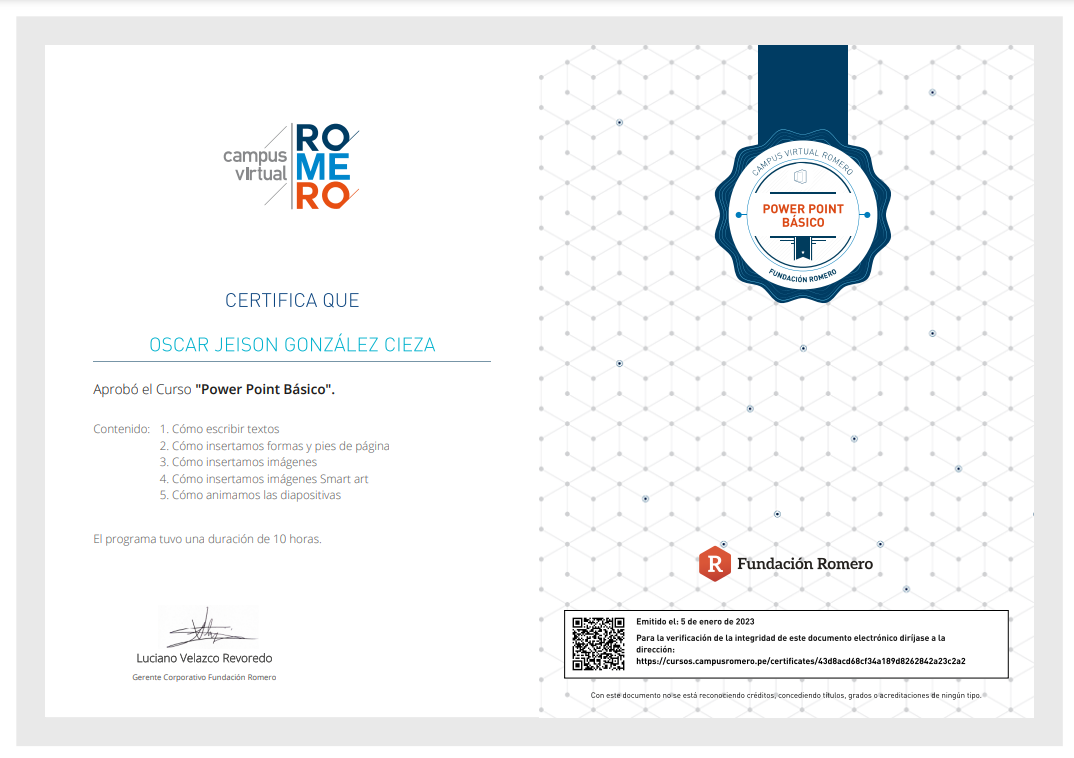 campus
virtual
RO
ME
RO
CERTIFICA QUE
OSCAR JEISON GONZÁLEZ CIEZA
Aprobó el Curso "Power Point Básico".
Contenido: 1. Cómo escribir textos
2. Cómo insertamos formas y pies de página
3. Cómo insertamos imágenes
4. Cómo insertamos imágenes Smart art
5. Cómo animamos las diapositivas
El programa tuvo una duración de 10 horas.
Luciano Velazco Revoredo
Gerente Corporativo Fundación Romero
CAMPUS VIRTUAL ROMERO
POWER POINT
BÁSICO
FUNDACIÓN ROMERO
R Fundación Romero
Emitido el: 5 de enero de 2023
Para la verificación de la integridad de este documento electrónico diríjase a la
dirección:
https://cursos.campusromero.pe/certificates/43d8acd68cf34a189d8262842a23c2a2
Con este documento no se está reconociendo créditos, concediendo títulos, grados o acreditaciones de ningún tipo.